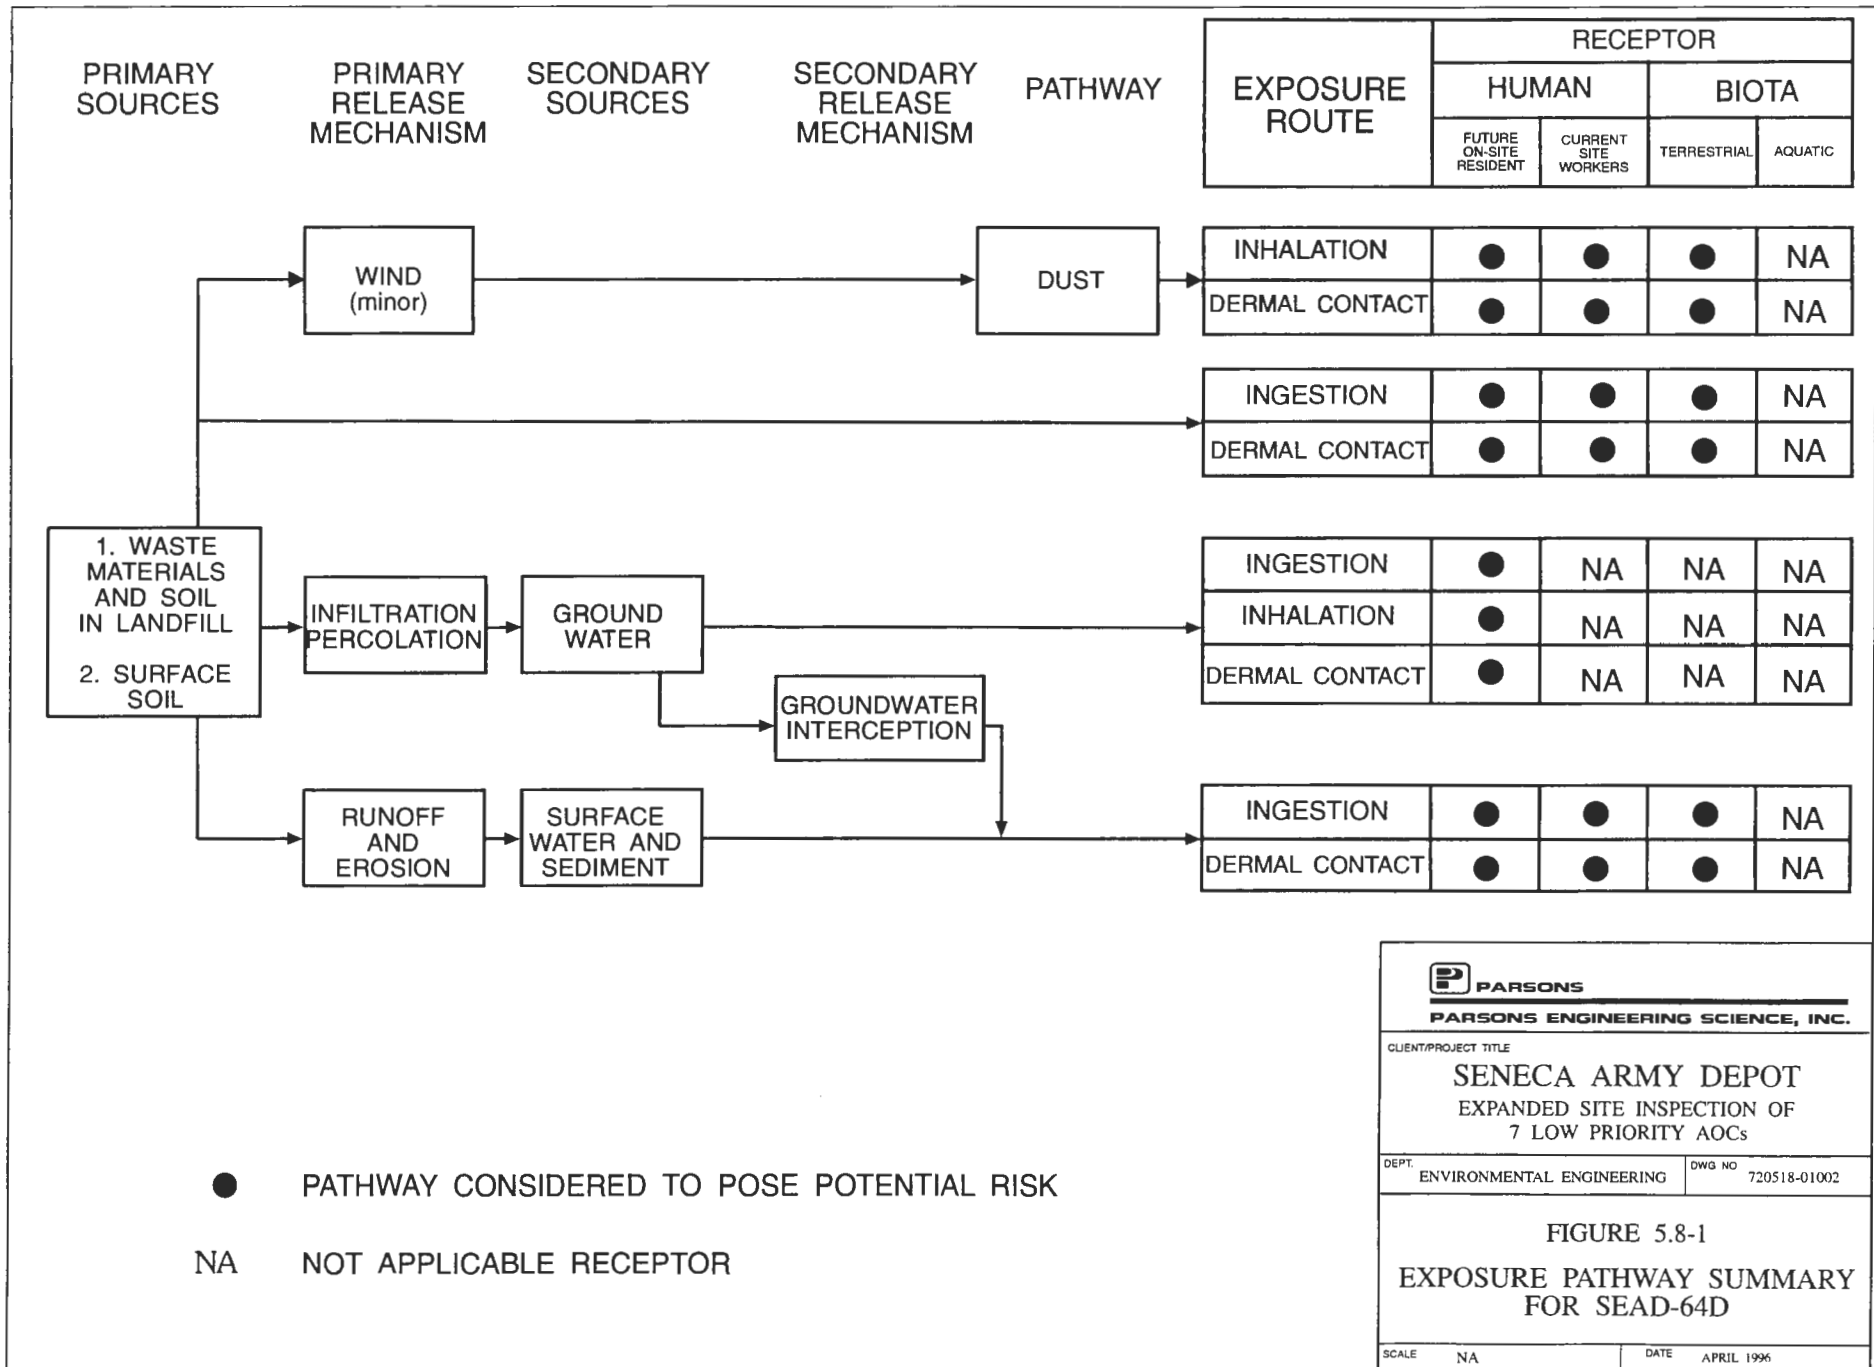 PRIMARY
SOURCES
PRIMARY
RELEASE
MECHANISM
SECONDARY
SOURCES
SECONDARY
RELEASE
MECHANISM
PATHWAY
EXPOSURE
ROUTE
RECEPTOR
HUMAN
BIOTA
FUTURE
ON-SITE
RESIDENT
CURRENT
SITE
WORKERS
TERRESTRIAL
AQUATIC
WIND
(minor)
DUST
INHALATION
NA
DERMAL CONTACT
NA
INGESTION
NA
DERMAL CONTACT
NA
1. WASTE
MATERIALS
AND SOIL
IN LANDFILL
2. SURFACE
SOIL
INFILTRATION
PERCOLATION
GROUND
WATER
INGESTION
NA NA NA
INHALATION
NA NA NA
DERMAL CONTACT
NA NA NA
GROUNDWATER
INTERCEPTION
RUNOFF
AND
EROSION
SURFACE
WATER AND
SEDIMENT
INGESTION
NA
DERMAL CONTACT
NA
PATHWAY CONSIDERED TO POSE POTENTIAL RISK
NA NOT APPLICABLE RECEPTOR
PARSONS
PARSONS ENGINEERING SCIENCE, INC.
CLIENT/PROJECT TITLE
SENECA ARMY DEPOT
EXPANDED SITE INSPECTION OF
7 LOW PRIORITY AOCs
DEPT.
ENVIRONMENTAL ENGINEERING
DWG NO
720518-01002
FIGURE 5.8-1
EXPOSURE PATHWAY SUMMARY
FOR SEAD-64D
SCALE NA
DATE APRIL 1996